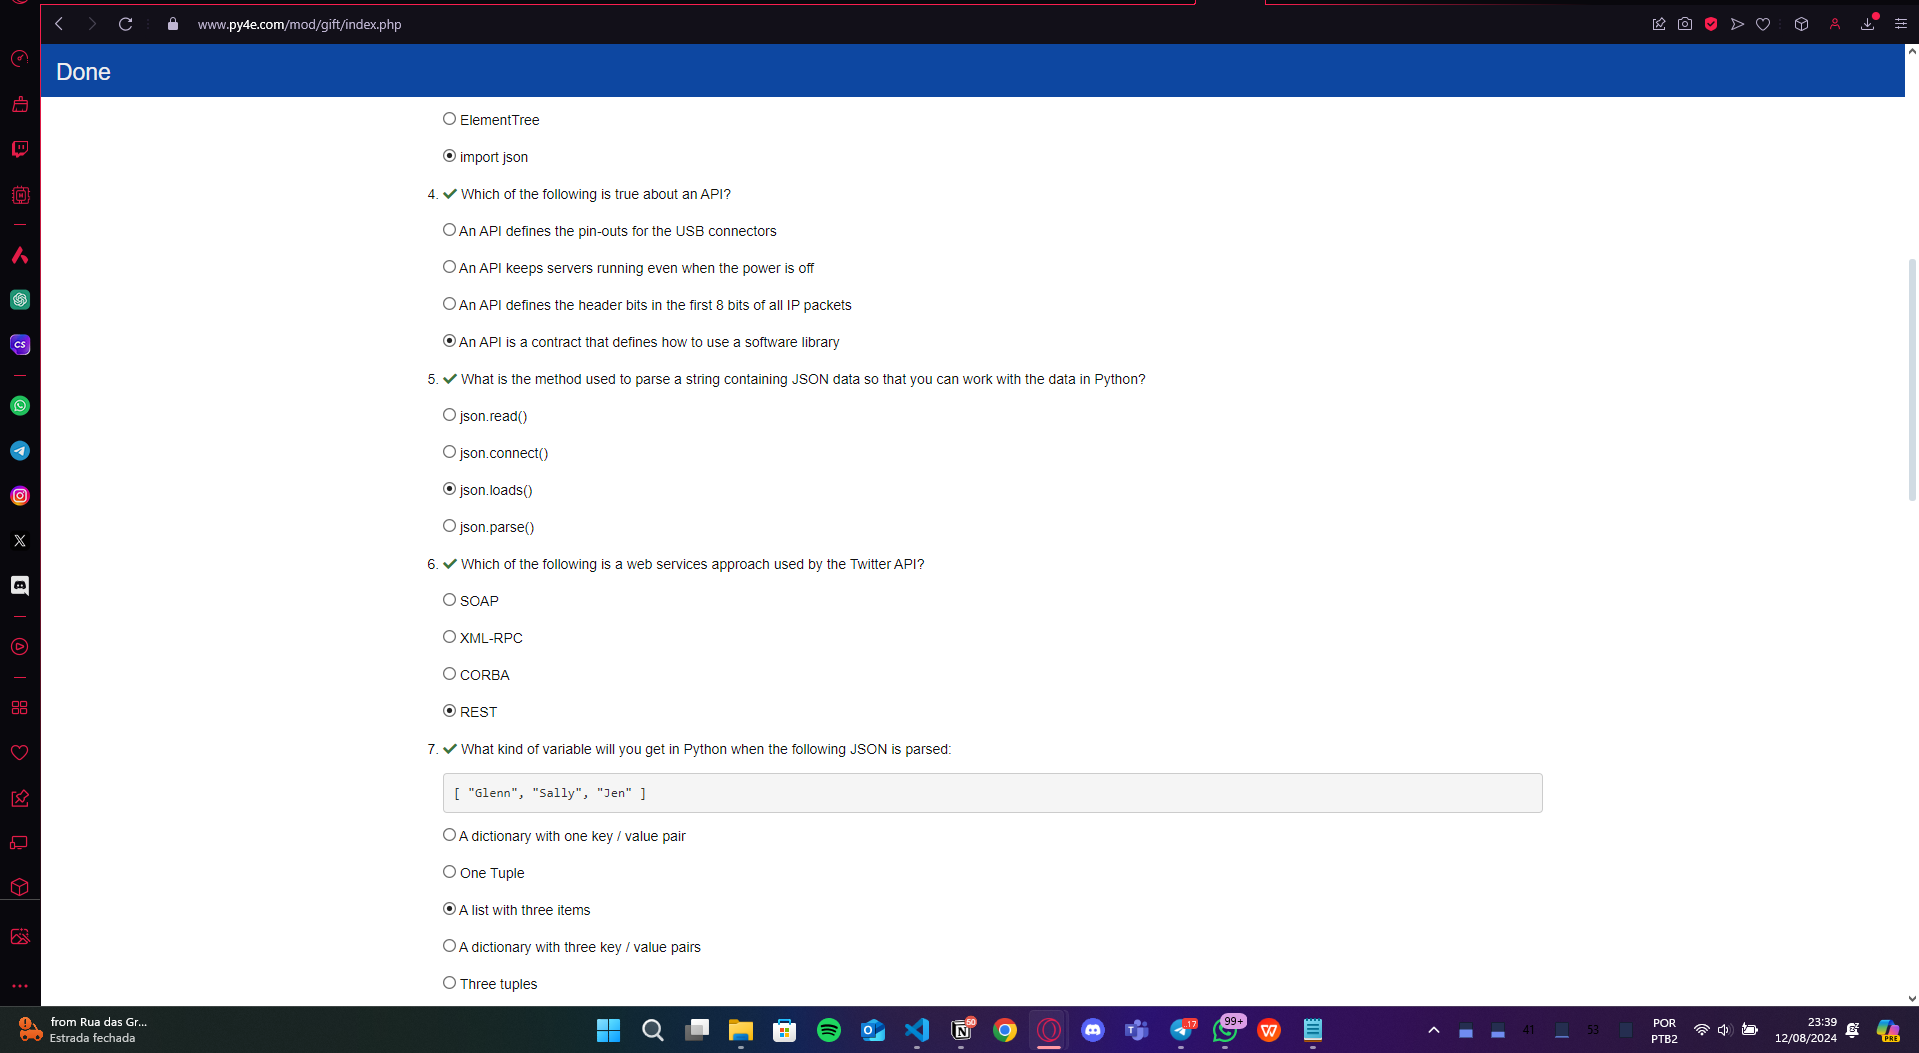 www.py4e.com/mod/gift/index.php
Done
ElementTree
import json
4. Which of the following is true about an API?
An API defines the pin-outs for the USB connectors
An API keeps servers running even when the power is off
An API defines the header bits in the first 8 bits of all IP packets
An API is a contract that defines how to use a software library
5. What is the method used to parse a string containing JSON data so that you can work with the data in Python?
json.read()
json.connect()
json.loads()
json.parse()
6. Which of the following is a web services approach used by the Twitter API?
SOAP
XML-RPC
CORBA
REST
7. What kind of variable will you get in Python when the following JSON is parsed:
[ "Glenn", "Sally", "Jen" ]
A dictionary with one key / value pair
One Tuple
A list with three items
A dictionary with three key / value pairs
Three tuples
CS
from Rua das Gr...
Estrada fechada
50
17
99+
41
53
POR
PTB2
23:39
12/08/2024
PRE